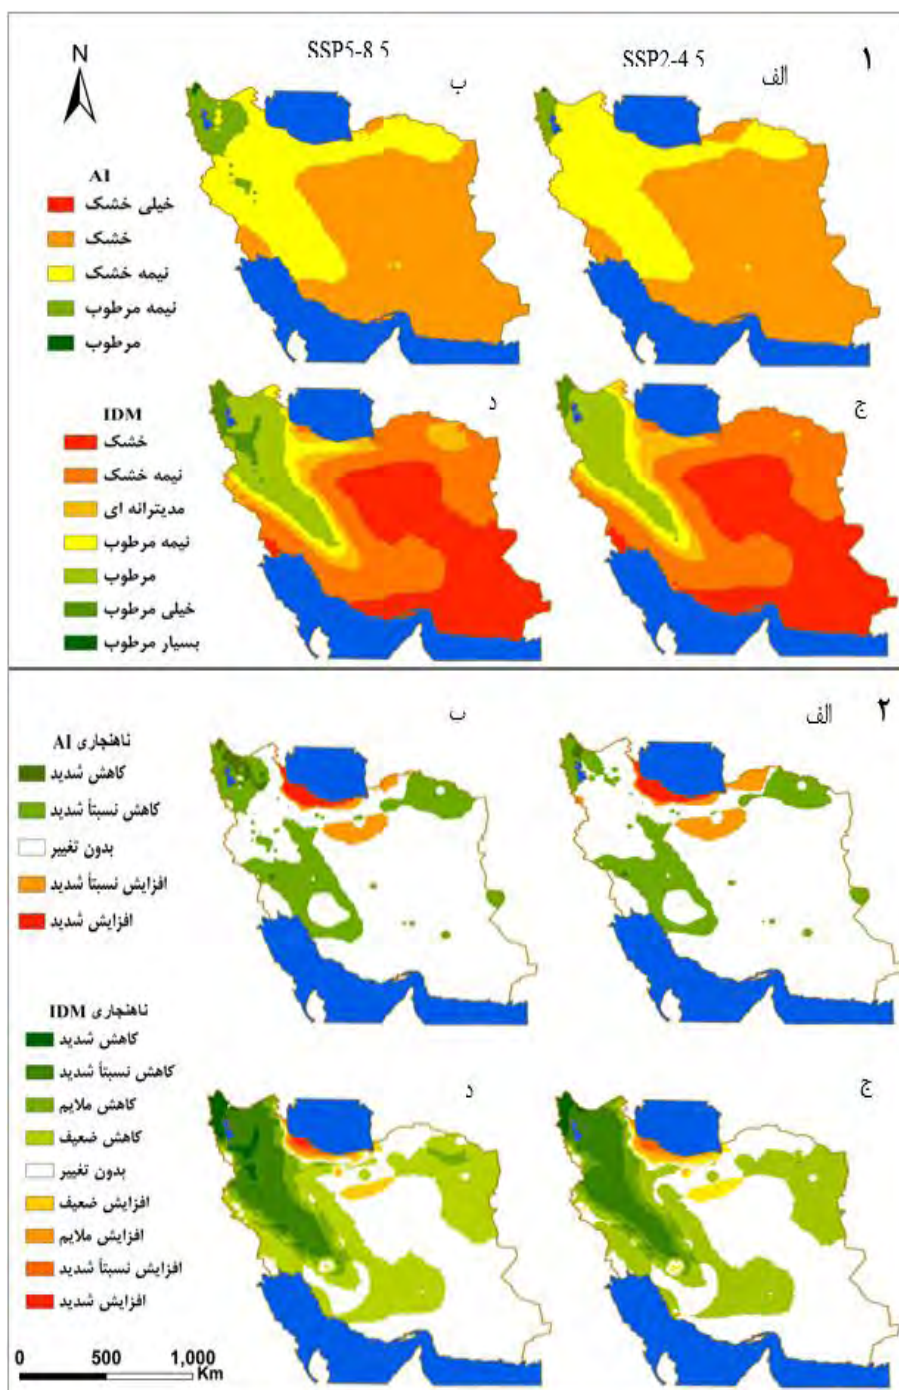 SSP5-8 5
SSP2-4 5
۱
ب
الف
N
AI
خیلی خشک
خشک
نیمه خشک
نیمه مرطوب
مرطوب
د
ج
IDM
خشک
نیمه خشک
مدیترانه ای
نیمه مرطوب
مرطوب
خیلی مرطوب
بسیار مرطوب
۲
ب
الف
ناهنجاری AI
کاهش شدید
کاهش نسبتاً شدید
بدون تغییر
افزایش نسبتاً شدید
افزایش شدید
ناهنجاری IDM
کاهش شدید
کاهش نسبتاً شدید
کاهش ملایم
کاهش ضعیف
بدون تغییر
افزایش ضعیف
افزایش ملایم
افزایش نسبتاً شدید
افزایش شدید
د
ج
0 500 1,000
Km